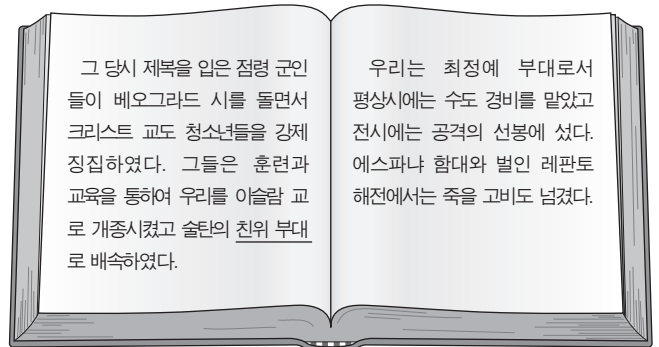 그 당시 제복을 입은 점령 군인
들이 베오그라드 시를 돌면서
크리스트 교도 청소년들을 강제
징집하였다. 그들은 훈련과
교육을 통하여 우리를 이슬람 교
로 개종시켰고 술탄의 친위 부대
로 배속하였다.
우리는 최정예 부대로서
평상시에는 수도 경비를 맡았고
전시에는 공격의 선봉에 섰다.
에스파냐 함대와 벌인 레판토
해전에서는 죽을 고비도 넘겼다.